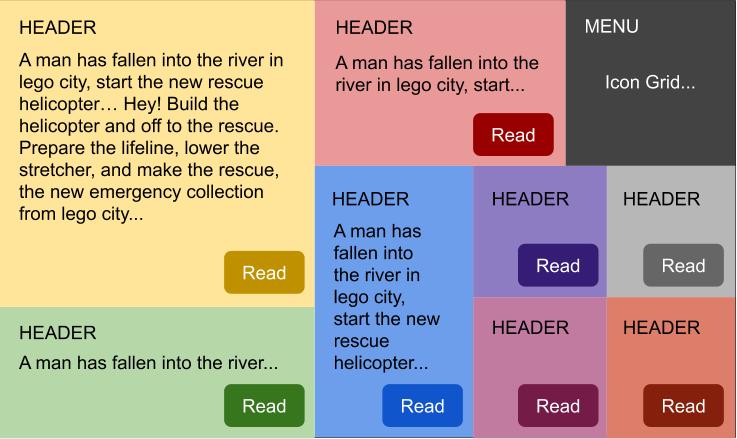 HEADER
A man has fallen into the river in
lego city, start the new rescue
helicopter… Hey! Build the
helicopter and off to the rescue.
Prepare the lifeline, lower the
stretcher, and make the rescue,
the new emergency collection
from lego city...
Read
HEADER
A man has fallen into the river...
Read
HEADER
A man has fallen into the
river in lego city, start...
Read
MENU
Icon Grid...
HEADER
A man has
fallen into
the river in
lego city,
start the new
rescue
helicopter...
Read
HEADER
Read
HEADER
Read
HEADER
Read
HEADER
Read